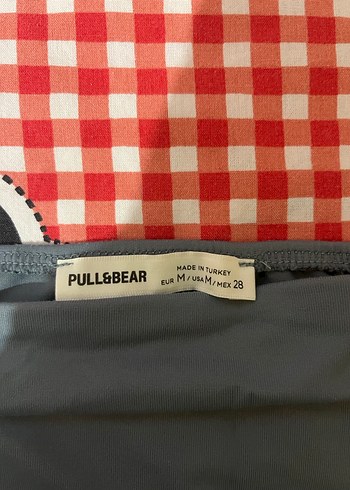 PULL&BEAR
MADE IN TURKEY
EUR M / USA M / MEX 28